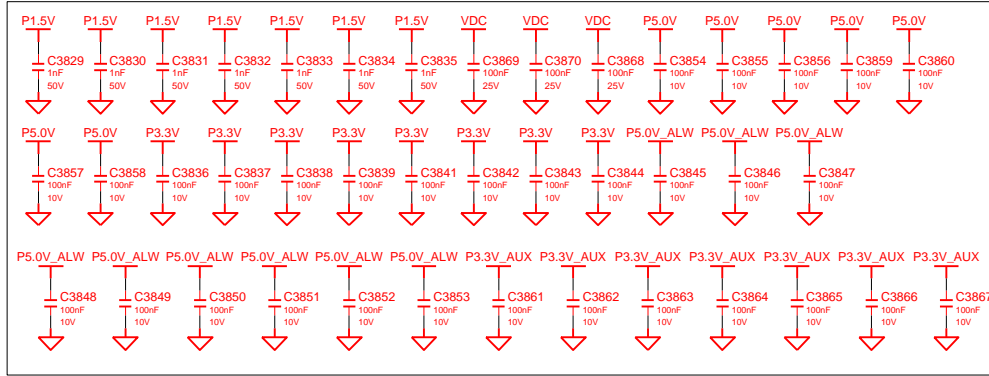 P1.5V P1.5V P1.5V P1.5V P1.5V P1.5V P1.5V VDC VDC VDC P5.0V P5.0V P5.0V P5.0V P5.0V
C3829 C3830 C3831 C3832 C3833 C3834 C3835 C3869 C3870 C3868 C3854 C3855 C3856 C3859 C3860
1nF 1nF 1nF 1nF 1nF 1nF 1nF 100nF 100nF 100nF 100nF 100nF 100nF 100nF 100nF
50V 50V 50V 50V 50V 50V 50V 25V 25V 25V 10V 10V 10V 10V 10V
P5.0V P5.0V P3.3V P3.3V P3.3V P3.3V P3.3V P3.3V P3.3V P3.3V P5.0V_ALW P5.0V_ALW P5.0V_ALW
C3857 C3858 C3836 C3837 C3838 C3839 C3841 C3842 C3843 C3844 C3845 C3846 C3847
100nF 100nF 100nF 100nF 100nF 100nF 100nF 100nF 100nF 100nF 100nF 100nF 100nF
10V 10V 10V 10V 10V 10V 10V 10V 10V 10V 10V 10V 10V
P5.0V_ALW P5.0V_ALW P5.0V_ALW P5.0V_ALW P5.0V_ALW P5.0V_ALW P3.3V_AUX P3.3V_AUX P3.3V_AUX P3.3V_AUX P3.3V_AUX P3.3V_AUX P3.3V_AUX
C3848 C3849 C3850 C3851 C3852 C3853 C3861 C3862 C3863 C3864 C3865 C3866 C3867
100nF 100nF 100nF 100nF 100nF 100nF 100nF 100nF 100nF 100nF 100nF 100nF 100nF
10V 10V 10V 10V 10V 10V 10V 10V 10V 10V 10V 10V 10V